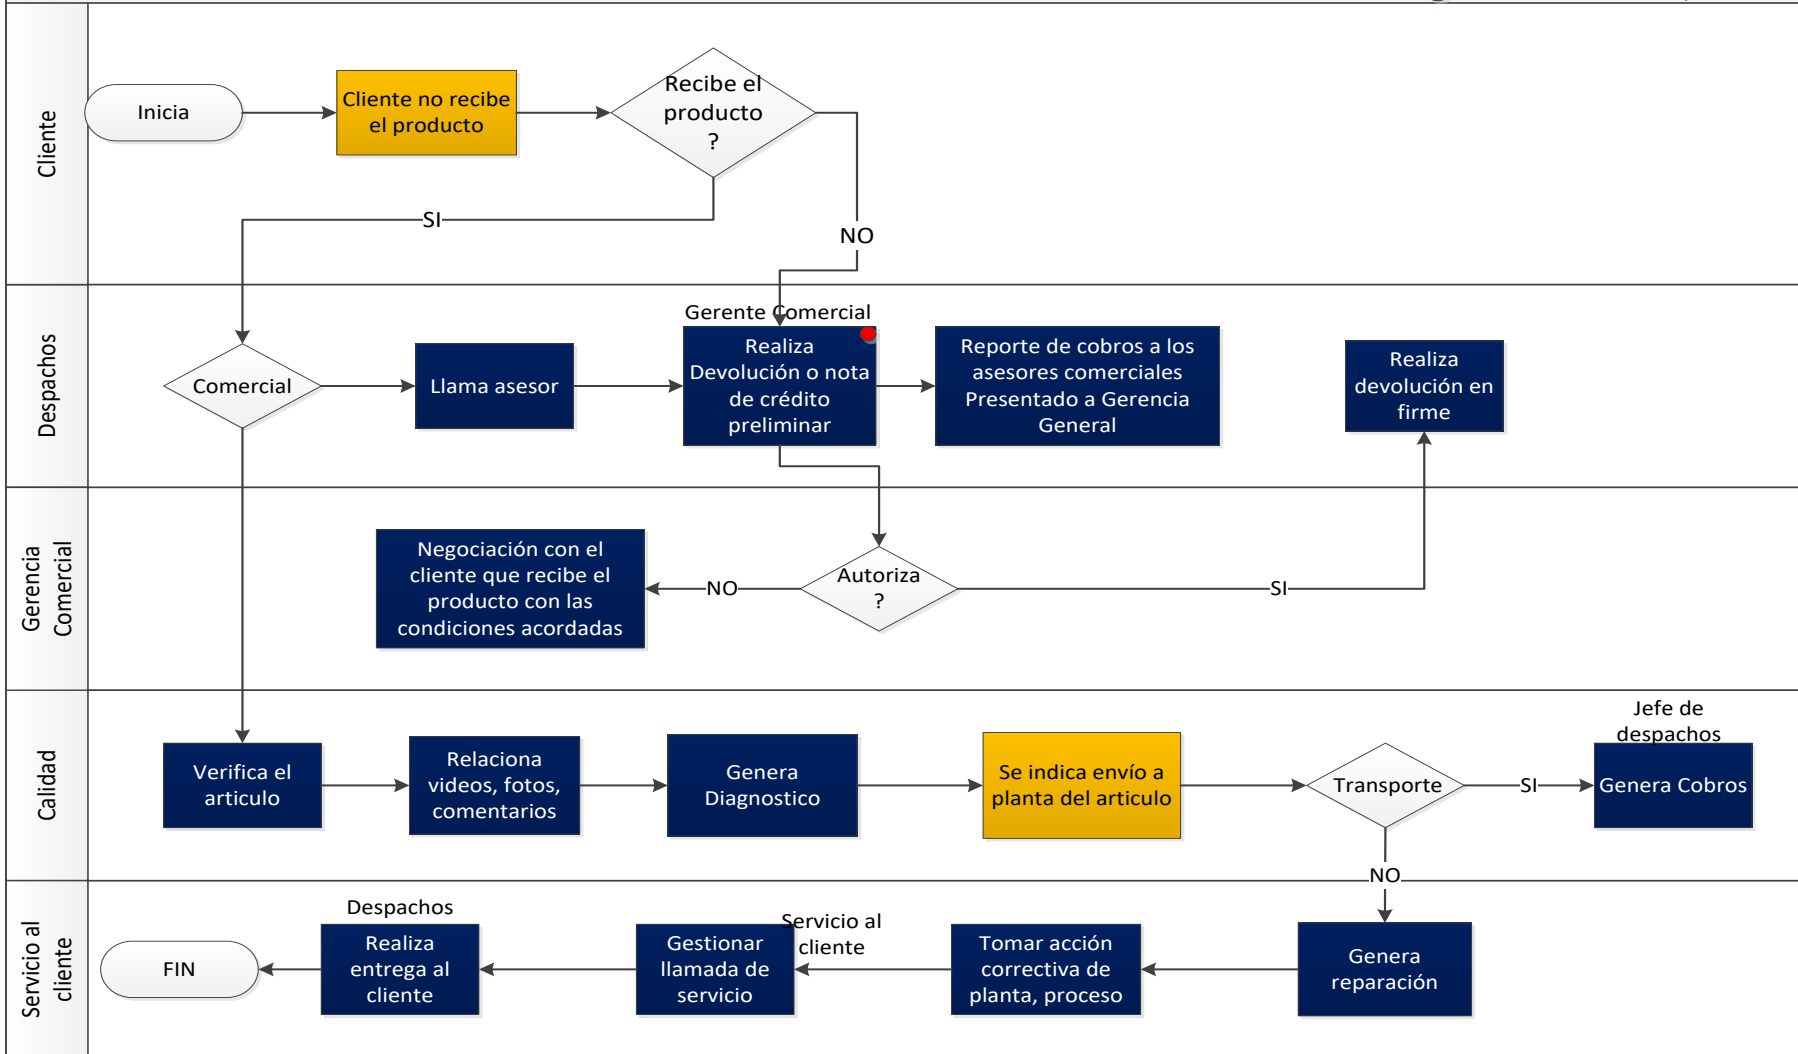 Cliente
Inicia
Cliente no recibe
el producto
Recibe el
producto
?
SI
NO
Despachos
Comercial
Llama asesor
Gerente Comercial
Realiza
Devolución o nota
de crédito
preliminar
Reporte de cobros a los
asesores comerciales
Presentado a Gerencia
General
Realiza
devolución en
firme
Gerencia
Comercial
Negociación con el
cliente que recibe el
producto con las
condiciones acordadas
NO
Autoriza
?
SI
Calidad
Verifica el
articulo
Relaciona
videos, fotos,
comentarios
Genera
Diagnostico
Se indica envío a
planta del articulo
Transporte
SI
Jefe de
despachos
Genera Cobros
NO
Servicio al
cliente
FIN
Despachos
Realiza
entrega al
cliente
Gestionar
llamada de
servicio
Servicio al
cliente
Tomar acción
correctiva de
planta, proceso
Genera
reparación